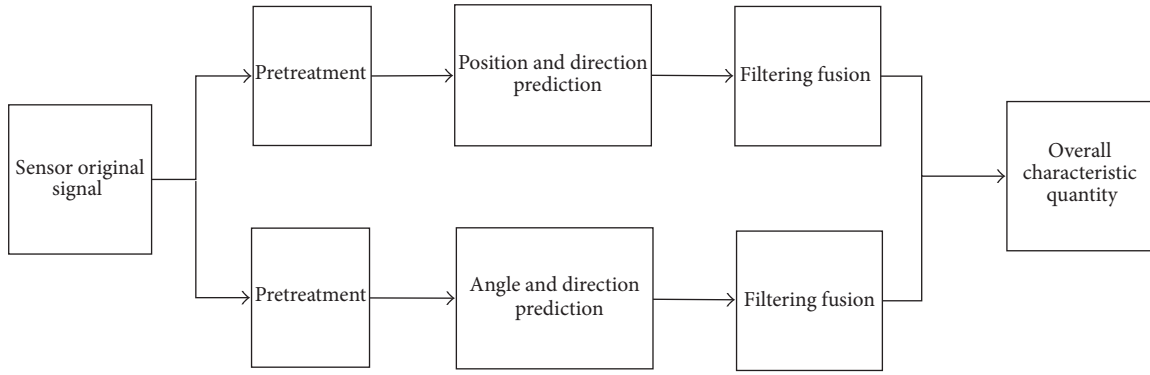 Sensor original
signal
Pretreatment
Position and direction
prediction
Filtering fusion
Pretreatment
Angle and direction
prediction
Filtering fusion
Overall
characteristic
quantity